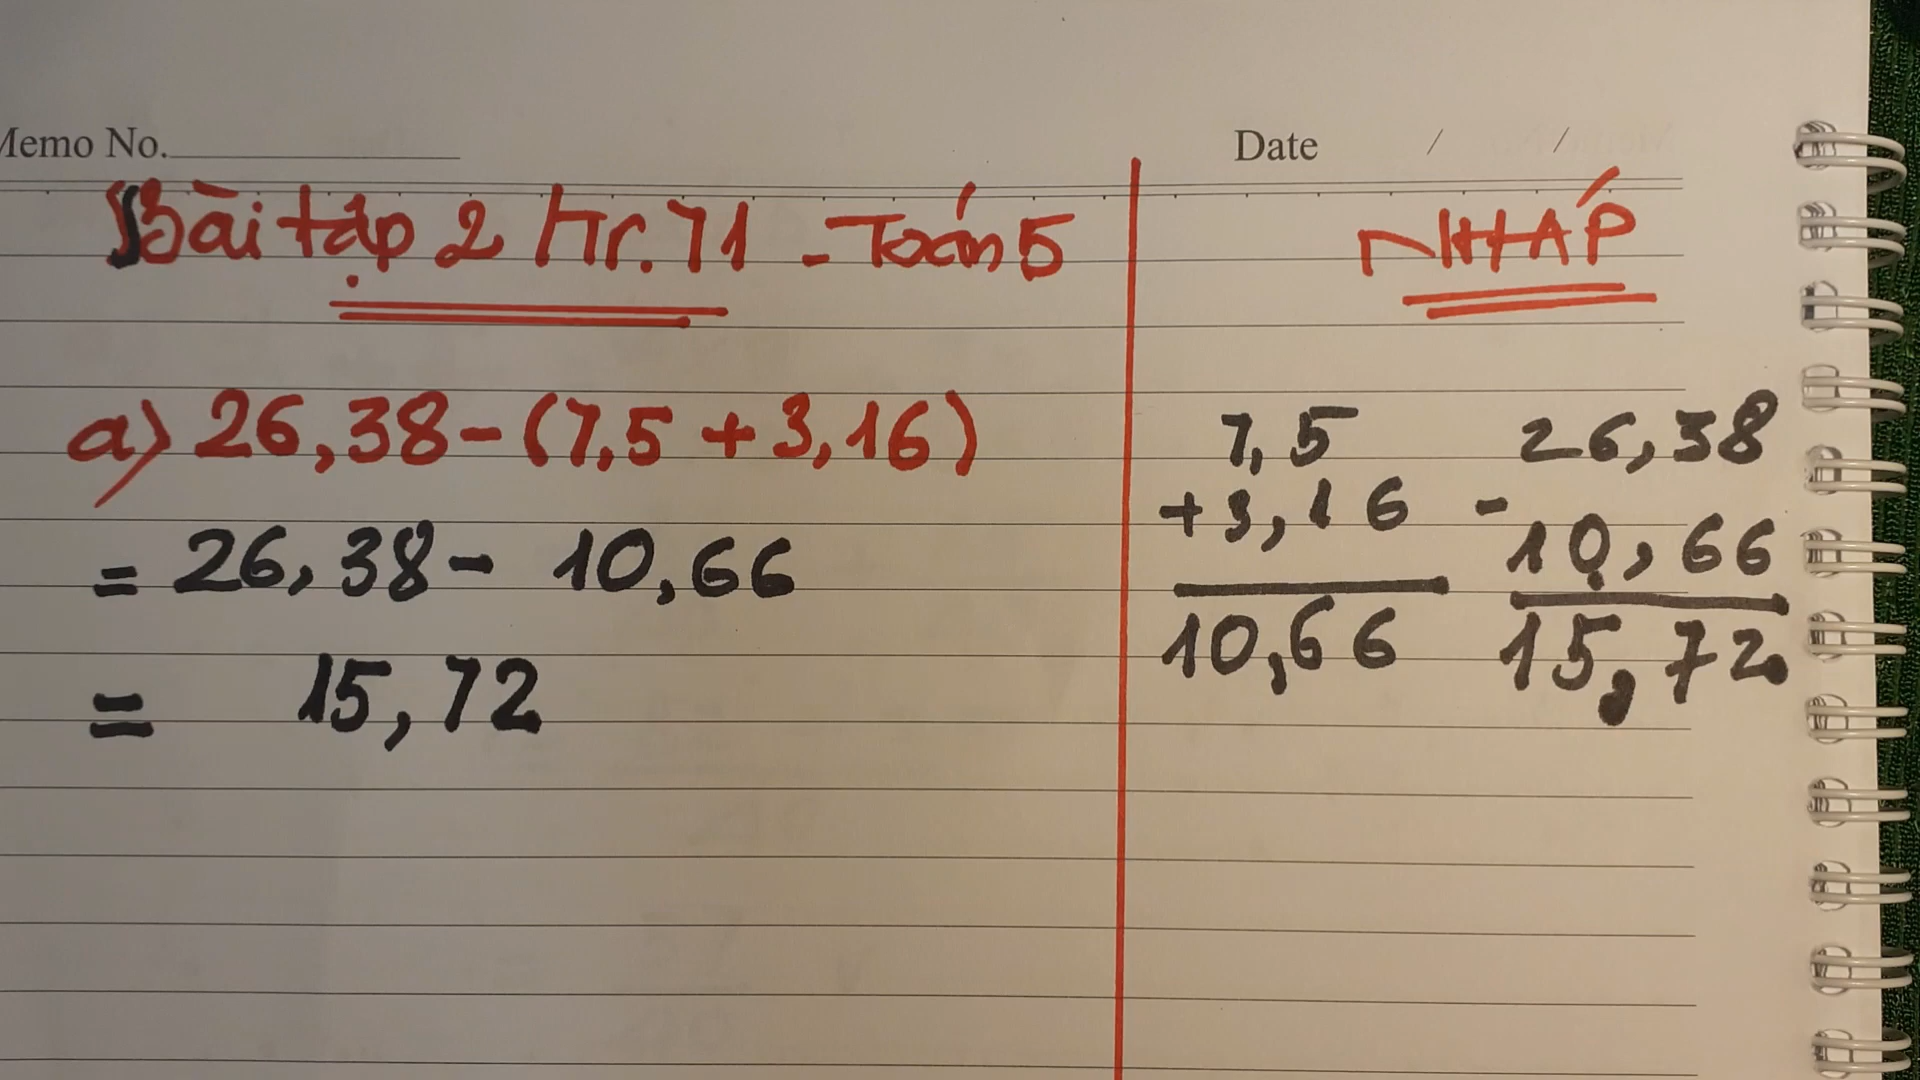 Memo No.
Date / /
Bài tập 2 /tr.71 - Toán 5
a) 26,38 - (7,5 + 3,16)
= 26,38 - 10,66
= 15,72
NHÁP
7,5
+3,16
10,66
26,38
-
10,66
15,72